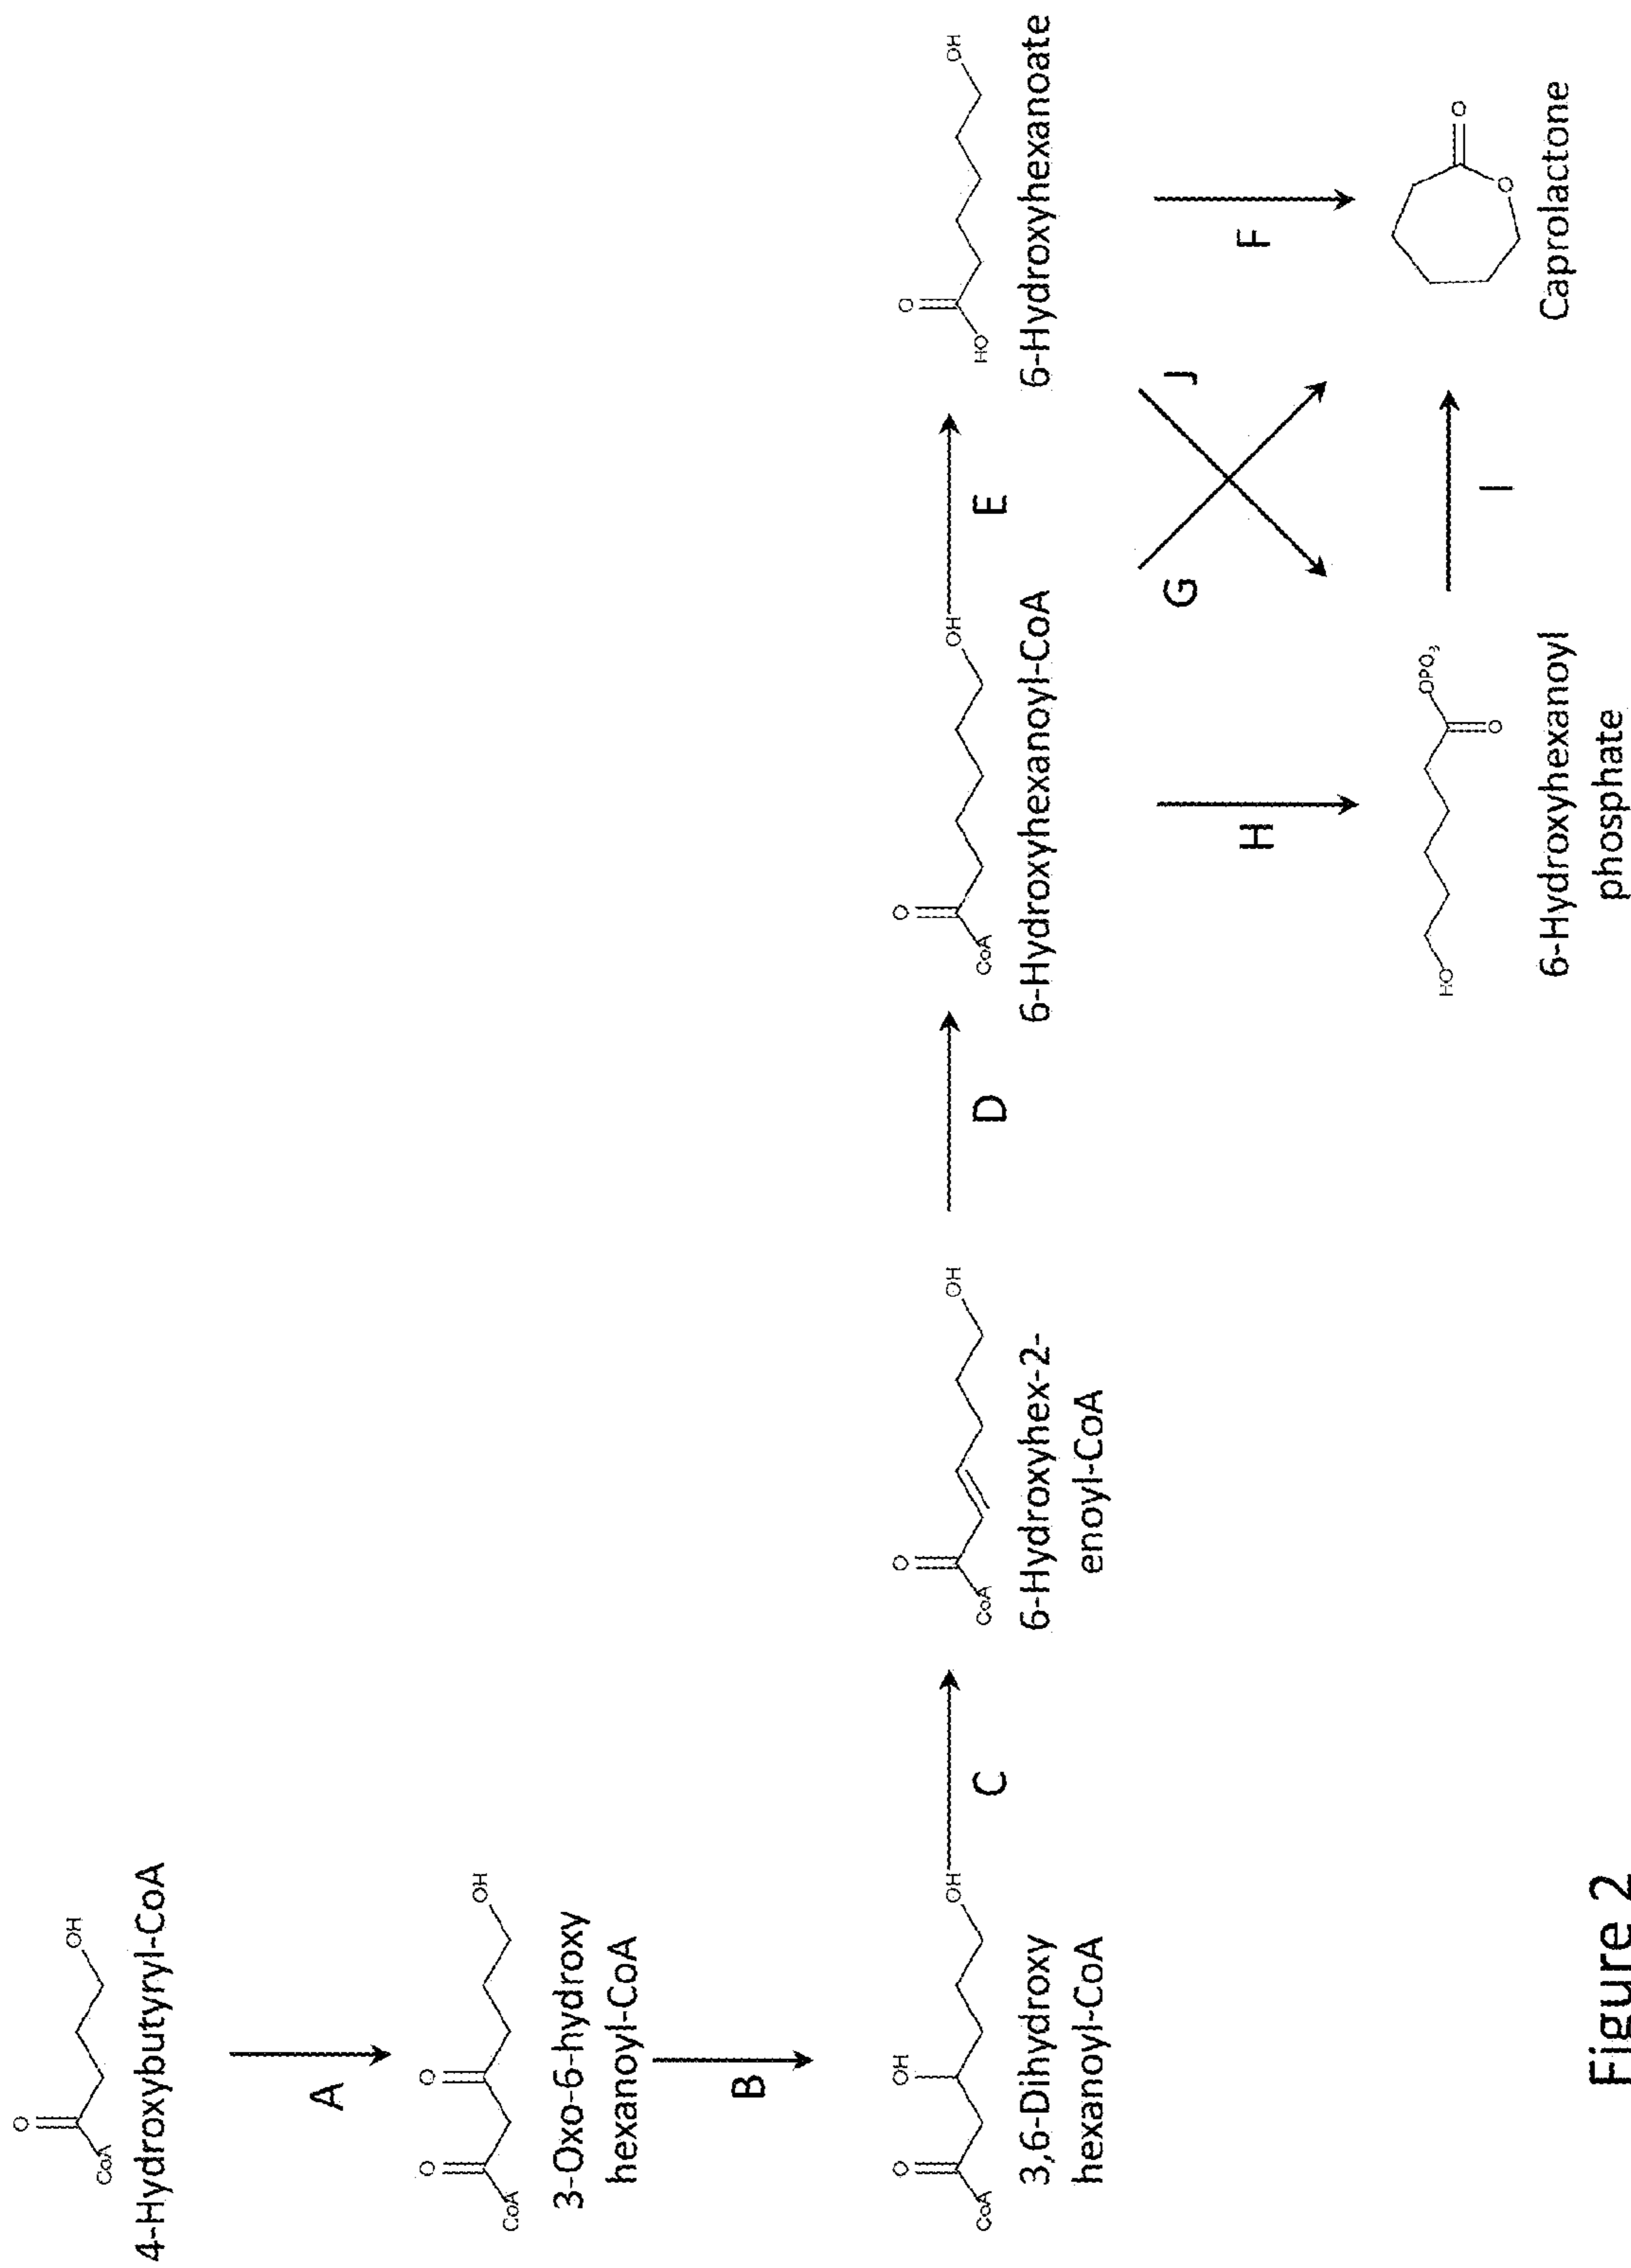 O
CoA
OH
4-Hydroxybutyryl-CoA
A
O
O
CoA
OH
3-Oxo-6-hydroxy
hexanoyl-CoA
B
O
OH
CoA
OH
3,6-Dihydroxy
hexanoyl-CoA
C
O
CoA
OH
6-Hydroxyhex-2-
enoyl-CoA
D
O
CoA
OH
6-Hydroxyhexanoyl-CoA
E
O
HO
OH
6-Hydroxyhexanoate
H
G
J
F
HO
OPO3
O
6-Hydroxyhexanoyl
phosphate
I
O
O
Caprolactone
Figure 2